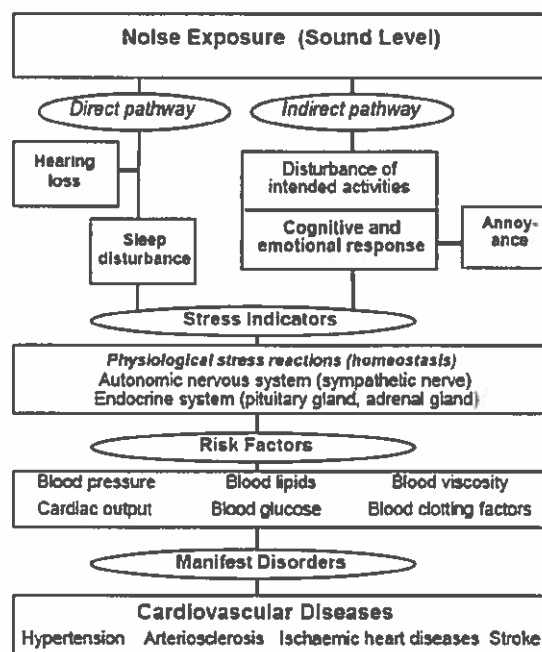 Noise Exposure (Sound Level)
Direct pathway
Indirect pathway
Hearing
loss
Disturbance of
intended activities
Sleep
disturbance
Cognitive and
emotional response
Annoy-
ance
Stress Indicators
Physiological stress reactions (homeostasis)
Autonomic nervous system (sympathetic nerve)
Endocrine system (pituitary gland, adrenal gland)
Risk Factors
Blood pressure Blood lipids Blood viscosity
Cardiac output Blood glucose Blood clotting factors
Manifest Disorders
Cardiovascular Diseases
Hypertension Arteriosclerosis Ischaemic heart diseases Stroke